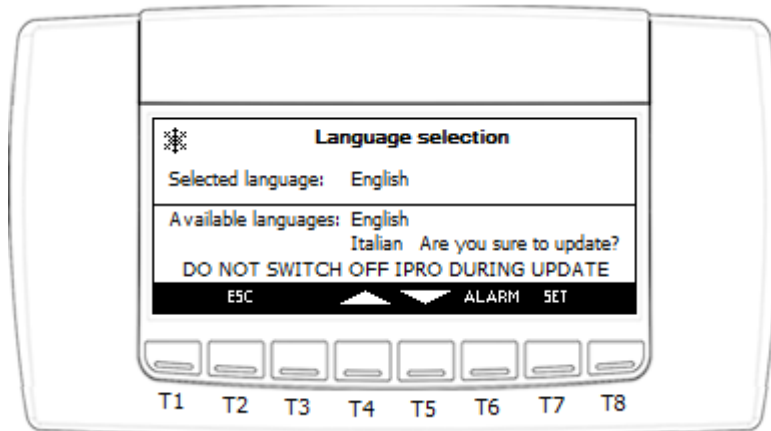 Language selection
Selected language: English
Available languages: English
Italian Are you sure to update?
DO NOT SWITCH OFF IPRO DURING UPDATE
ESC ALARM SET
T1 T2 T3 T4 T5 T6 T7 T8